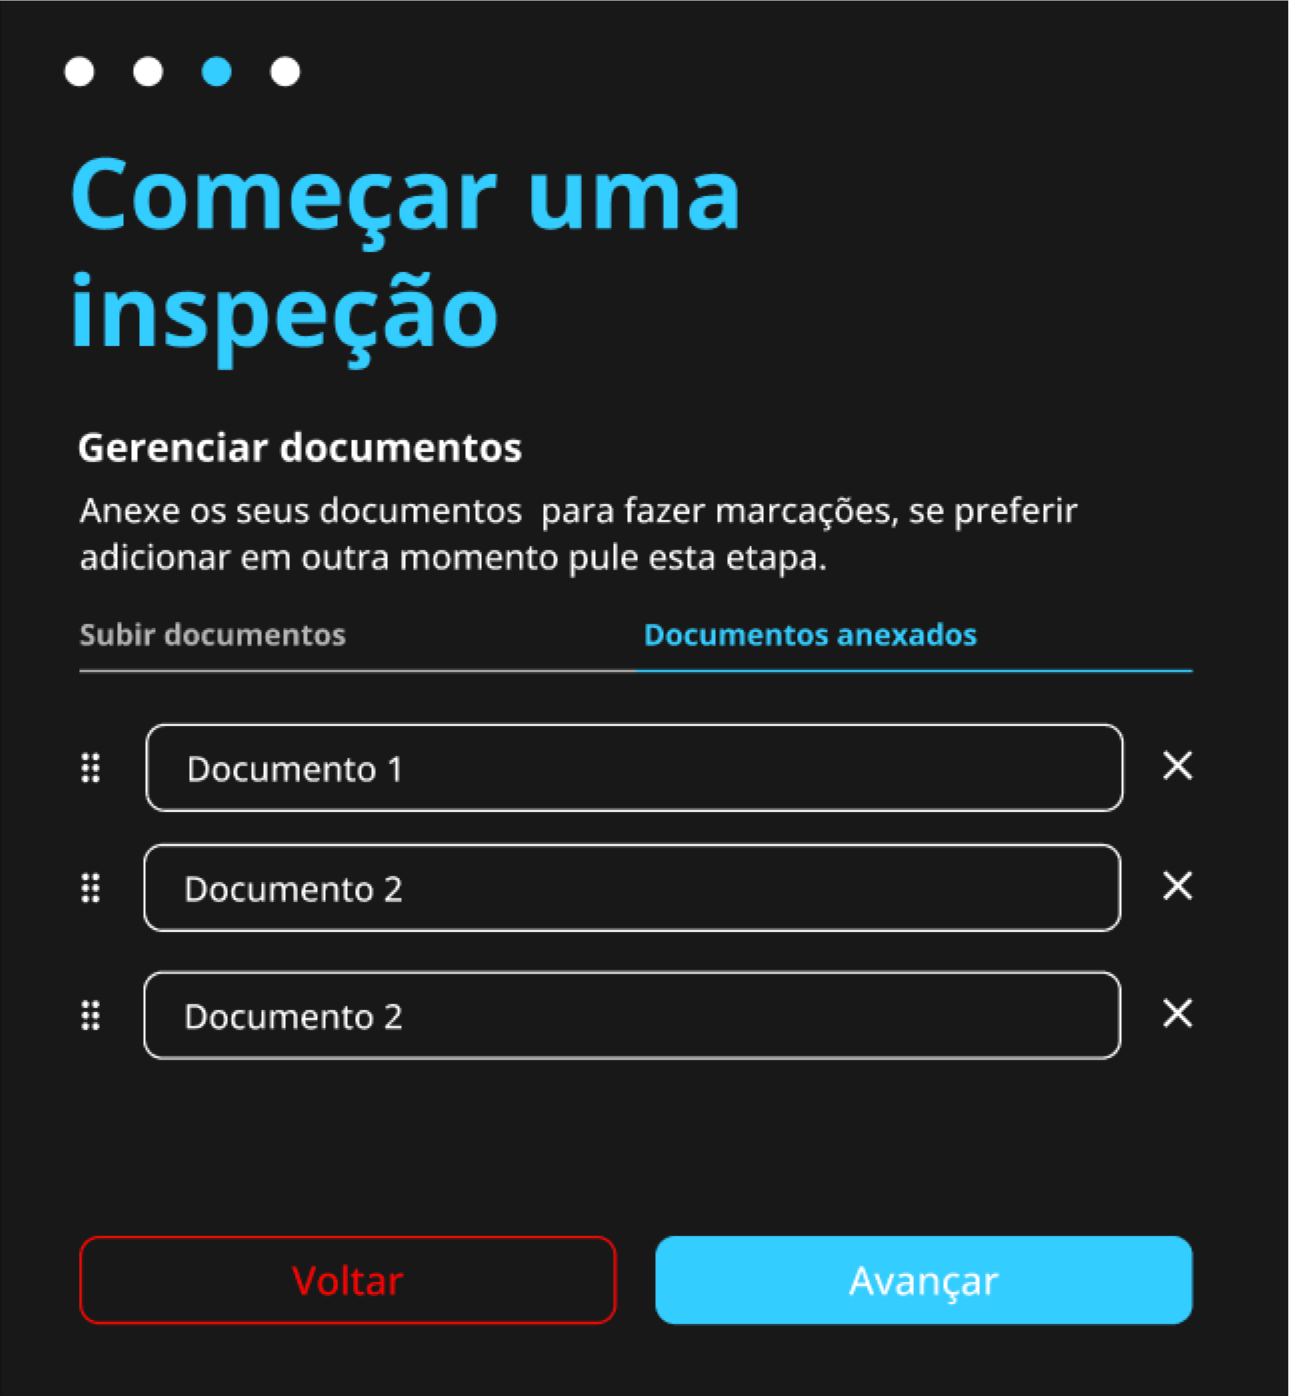 Começar uma
inspeção
Gerenciar documentos
Anexe os seus documentos  para fazer marcações, se preferir
adicionar em outra momento pule esta etapa.
Subir documentos
Documentos anexados
Documento 1
Documento 2
Documento 2
Voltar
Avançar